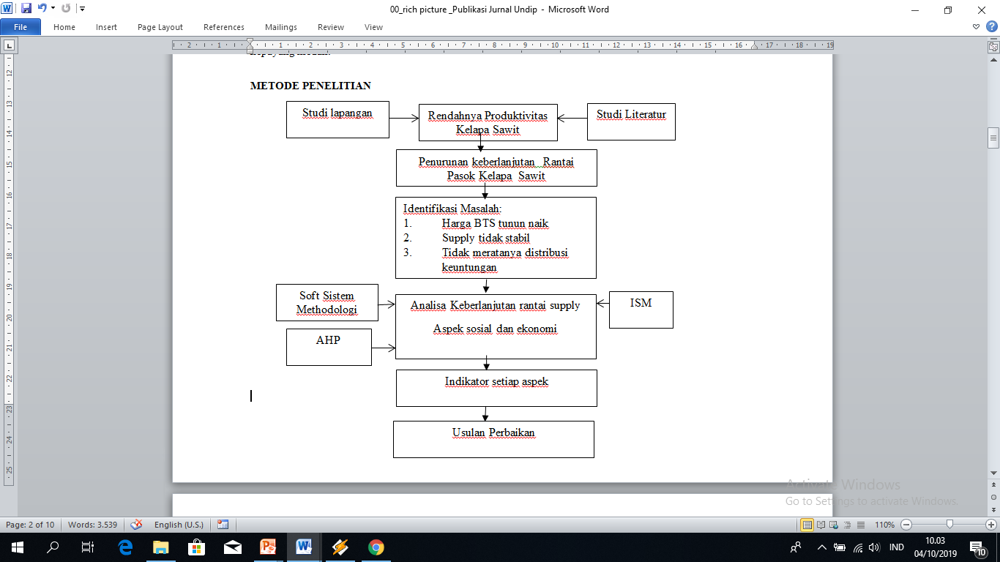 00_rich picture _Publikasi Jurnal Undip - Microsoft Word
File Home Insert Page Layout References Mailings Review View
METODE PENELITIAN
Studi lapangan
Rendahnya Produktivitas
Kelapa Sawit
Studi Literatur
Penurunan keberlanjutan Rantai
Pasok Kelapa Sawit
Identifikasi Masalah:
1. Harga BTS tunun naik
2. Supply tidak stabil
3. Tidak meratanya distribusi
keuntungan
Soft Sistem
Methodologi
Analisa Keberlanjutan rantai supply
Aspek sosial dan ekonomi
ISM
AHP
Indikator setiap aspek
Usulan Perbaikan
Activate Windows
Go to Settings to activate Windows.
Page: 2 of 10 Words: 3.539 English (U.S.) 110%
IND
10.03
04/10/2019
10